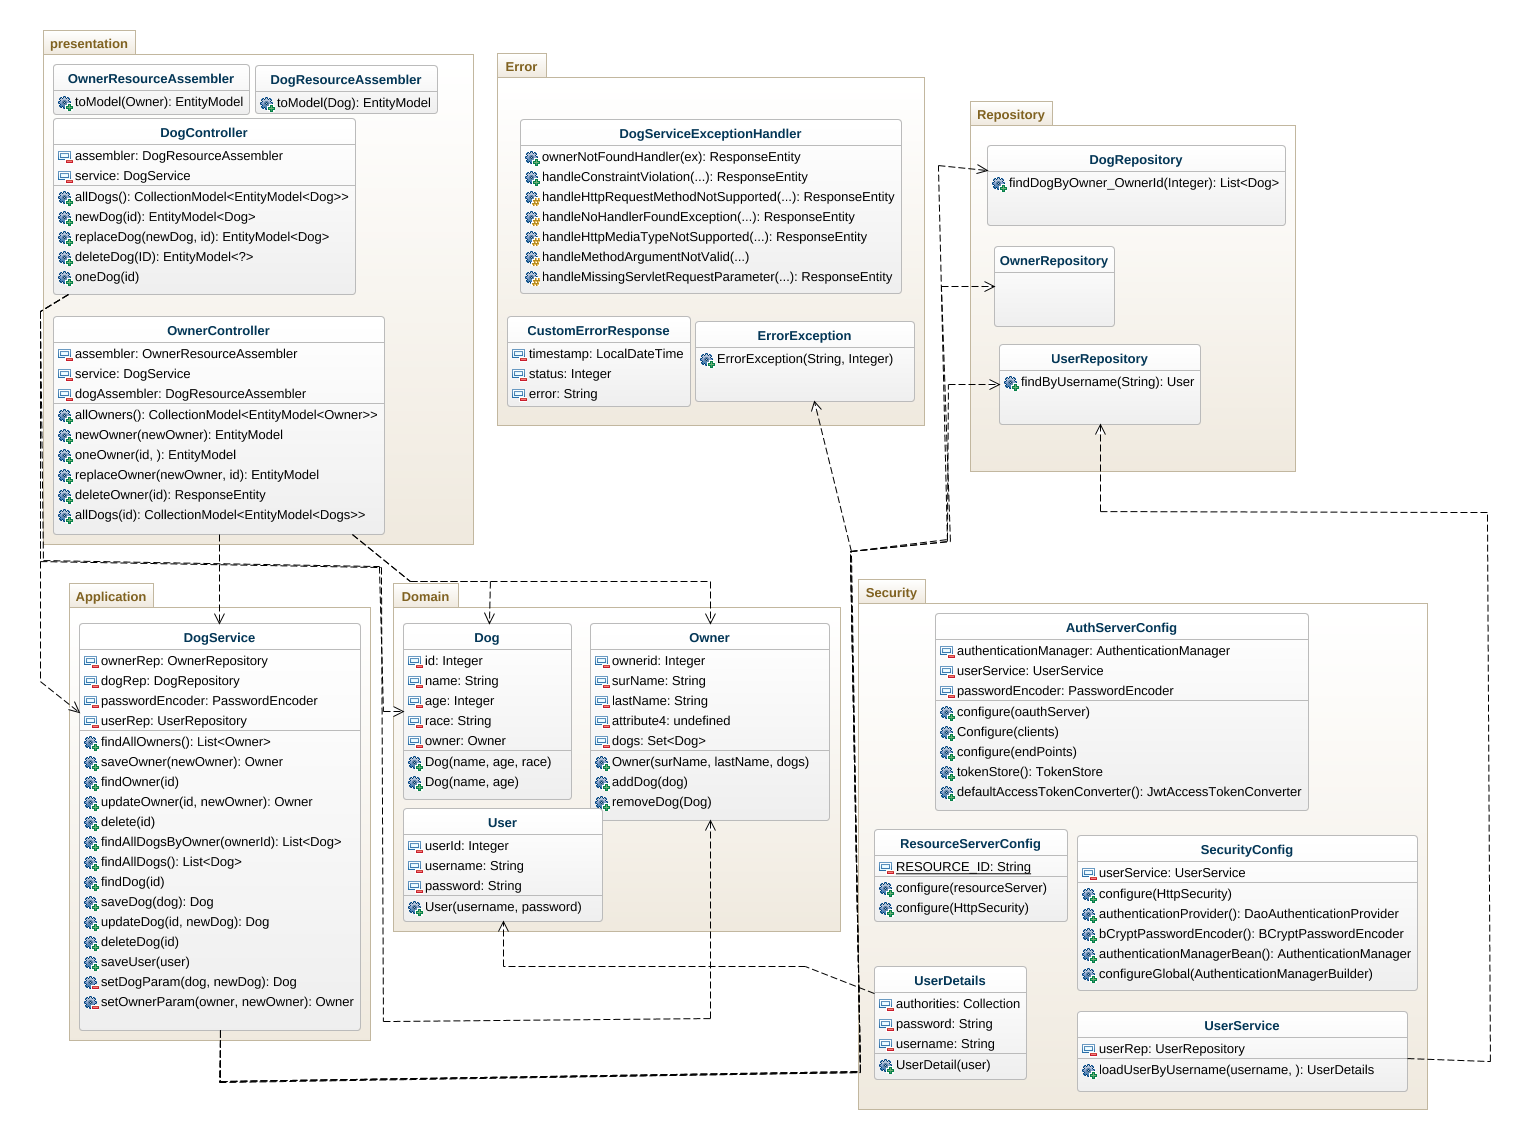 presentation
OwnerResourceAssembler
toModel(Owner): EntityModel
DogResourceAssembler
toModel(Dog): EntityModel
DogController
assembler: DogResourceAssembler
service: DogService
allDogs(): CollectionModel<EntityModel<Dog>>
newDog(id): EntityModel<Dog>
replaceDog(newDog, id): EntityModel<Dog>
deleteDog(ID): EntityModel<?>
oneDog(id)
OwnerController
assembler: OwnerResourceAssembler
service: DogService
dogAssembler: DogResourceAssembler
allOwners(): CollectionModel<EntityModel<Owner>>
newOwner(newOwner): EntityModel
oneOwner(id, ): EntityModel
replaceOwner(newOwner, id): EntityModel
deleteOwner(id): ResponseEntity
allDogs(id): CollectionModel<EntityModel<Dogs>>
Error
DogServiceExceptionHandler
ownerNotFoundHandler(ex): ResponseEntity
handleConstraintViolation(...): ResponseEntity
handleHttpRequestMethodNotSupported(...): ResponseEntity
handleNoHandlerFoundException(...): ResponseEntity
handleHttpMediaTypeNotSupported(...): ResponseEntity
handleMethodArgumentNotValid(...)
handleMissingServletRequestParameter(...): ResponseEntity
CustomErrorResponse
timestamp: LocalDateTime
status: Integer
error: String
ErrorException
ErrorException(String, Integer)
Repository
DogRepository
findDogByOwner_OwnerId(Integer): List<Dog>
OwnerRepository
UserRepository
findByUsername(String): User
Application
DogService
ownerRep: OwnerRepository
dogRep: DogRepository
passwordEncoder: PasswordEncoder
userRep: UserRepository
findAllOwners(): List<Owner>
saveOwner(newOwner): Owner
findOwner(id)
updateOwner(id, newOwner): Owner
delete(id)
findAllDogsByOwner(ownerId): List<Dog>
findAllDogs(): List<Dog>
findDog(id)
saveDog(dog): Dog
updateDog(id, newDog): Dog
deleteDog(id)
saveUser(user)
setDogParam(dog, newDog): Dog
setOwnerParam(owner, newOwner): Owner
Domain
Dog
id: Integer
name: String
age: Integer
race: String
owner: Owner
Dog(name, age, race)
Dog(name, age)
Owner
ownerid: Integer
surName: String
lastName: String
attribute4: undefined
dogs: Set<Dog>
Owner(surName, lastName, dogs)
addDog(dog)
removeDog(Dog)
User
userId: Integer
username: String
password: String
User(username, password)
Security
AuthServerConfig
authenticationManager: AuthenticationManager
userService: UserService
passwordEncoder: PasswordEncoder
configure(oauthServer)
Configure(clients)
configure(endPoints)
tokenStore(): TokenStore
defaultAccessTokenConverter(): JwtAccessTokenConverter
ResourceServerConfig
RESOURCE_ID: String
configure(resourceServer)
configure(HttpSecurity)
SecurityConfig
userService: UserService
configure(HttpSecurity)
authenticationProvider(): DaoAuthenticationProvider
bCryptPasswordEncoder(): BCryptPasswordEncoder
authenticationManagerBean(): AuthenticationManager
configureGlobal(AuthenticationManagerBuilder)
UserDetails
authorities: Collection
password: String
username: String
UserDetail(user)
UserService
userRep: UserRepository
loadUserByUsername(username, ): UserDetails